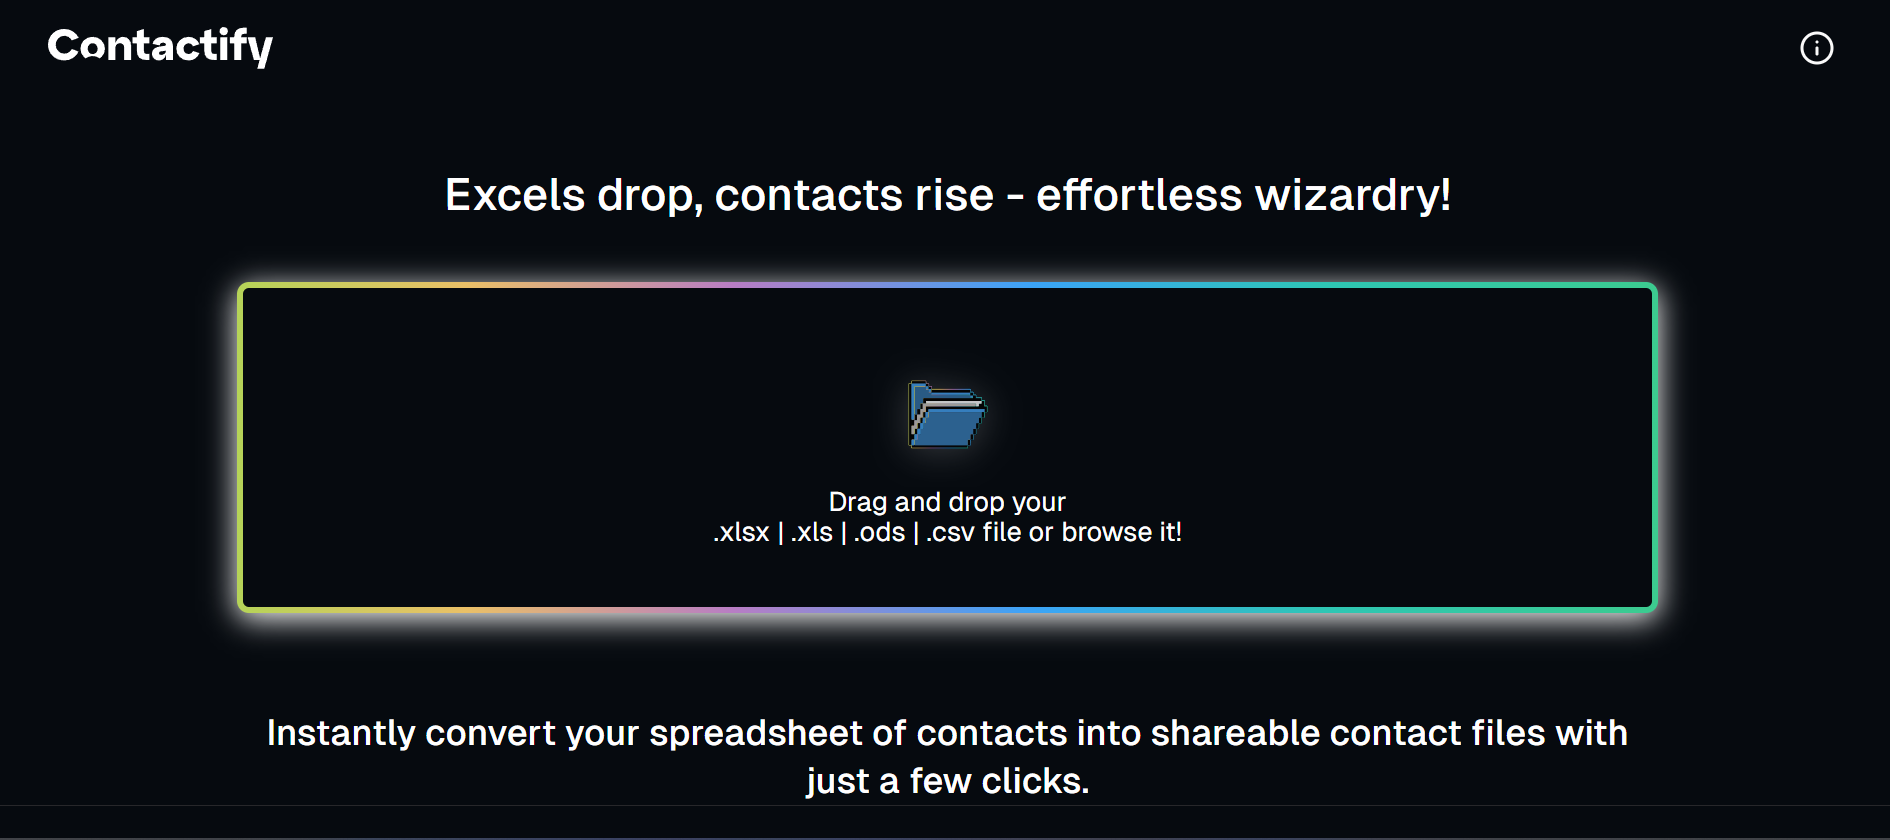 Contactify
Excels drop, contacts rise - effortless wizardry!
Drag and drop your
.xlsx | .xls | .ods | .csv file or browse it!
Instantly convert your spreadsheet of contacts into shareable contact files with
just a few clicks.